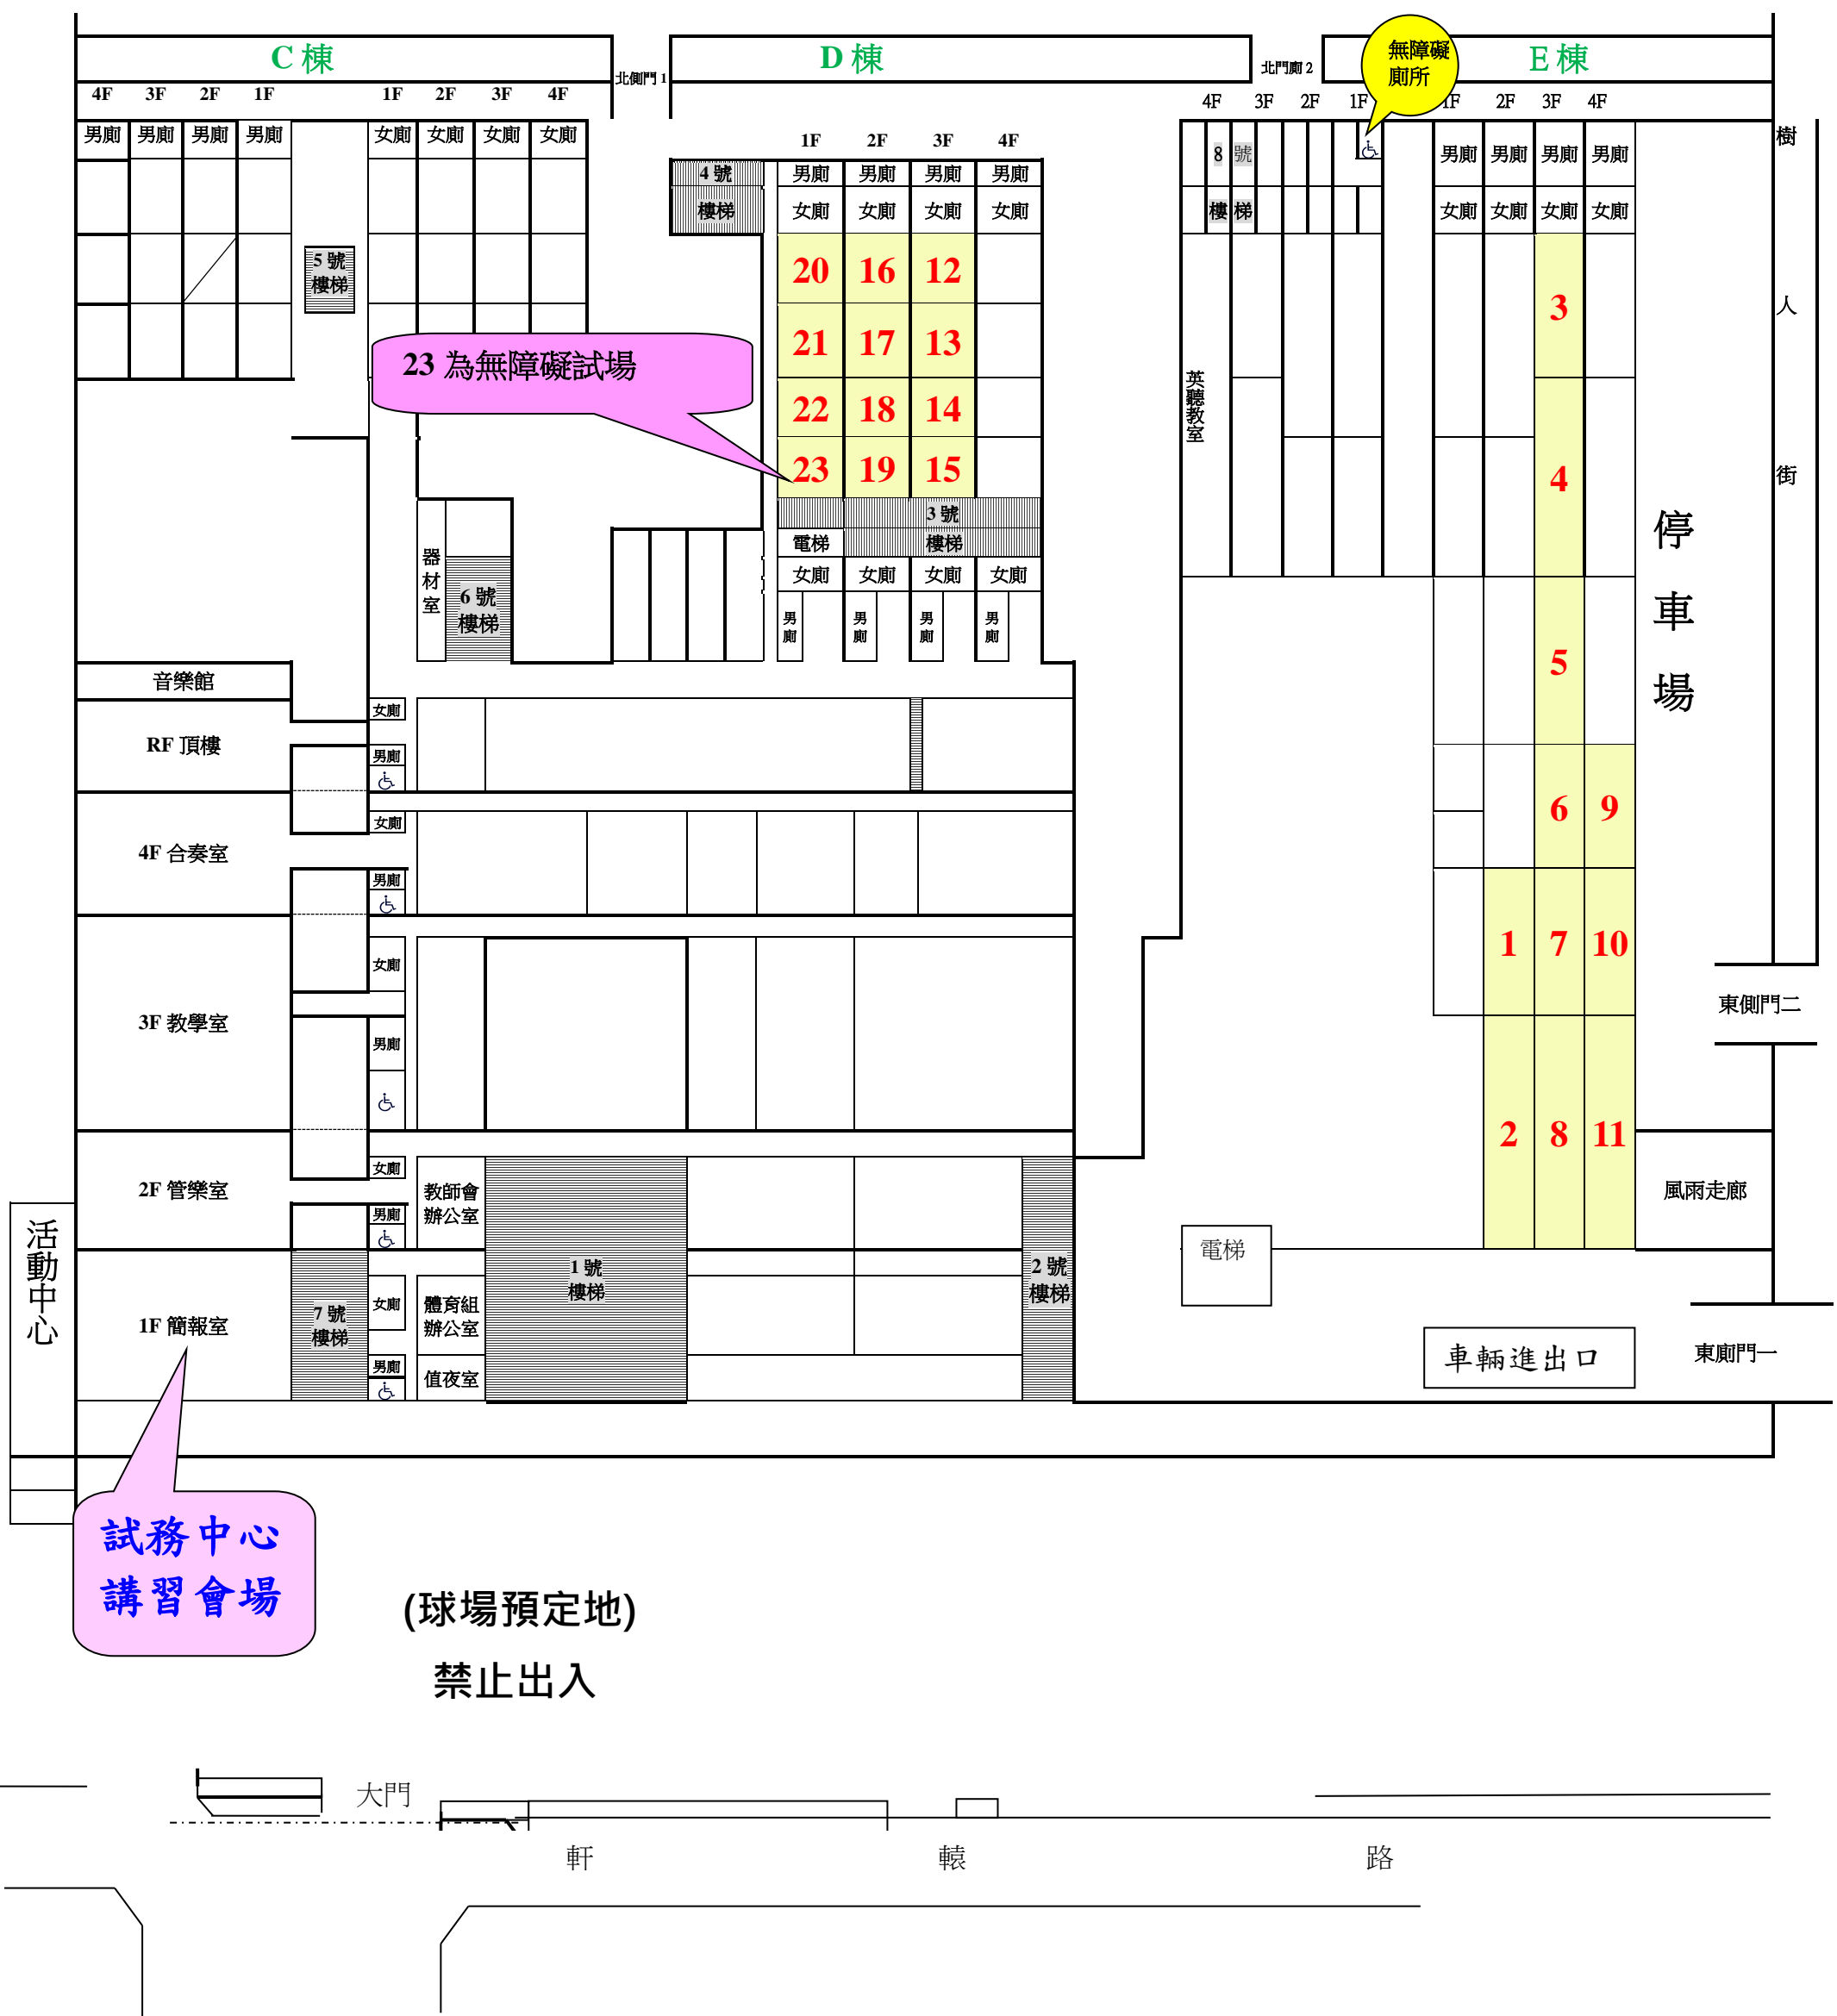 C 棟
D 棟
E 棟
無障礙
廁所
北側門 1
北門廁 2
4F 3F 2F 1F
1F 2F 3F 4F
4F 3F 2F 1F
1F 2F 3F 4F
男廁 男廁 男廁 男廁
女廁 女廁 女廁 女廁
1F 2F 3F 4F
4 號
樓梯
男廁 男廁 男廁 男廁
女廁 女廁 女廁 女廁
8 號
樓 梯
男廁 男廁 男廁 男廁
女廁 女廁 女廁 女廁
樹
人
街
5 號
樓梯
20 16 12
21 17 13
22 18 14
23 19 15
23 為無障礙試場
3 號
樓梯
電梯
女廁 女廁 女廁 女廁
男廁 男廁 男廁 男廁
英聽教室
3
4
5
6 9
1 7 10
2 8 11
停車場
器材室
6 號
樓梯
音樂館
RF 頂樓
女廁
男廁
4F 合奏室
女廁
男廁
3F 教學室
女廁
男廁
2F 管樂室
女廁
男廁
教師會
辦公室
1F 簡報室
7 號
樓梯
女廁
男廁
體育組
辦公室
值夜室
1 號
樓梯
2 號
樓梯
活動中心
東側門二
風雨走廊
電梯
車輛進出口
東廁門一
試務中心
講習會場
(球場預定地)
禁止出入
大門
軒 轅 路